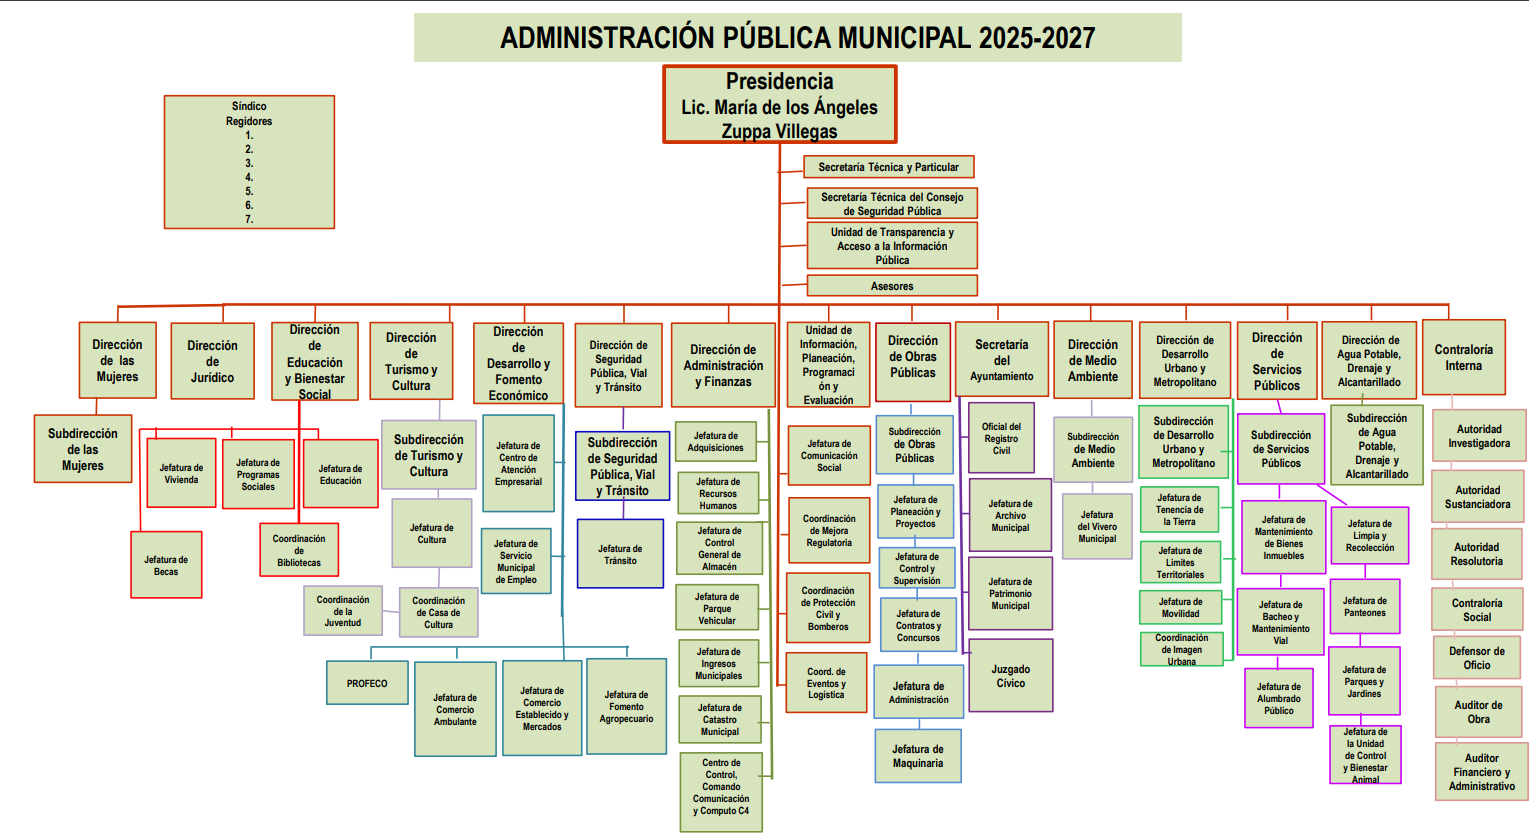 ADMINISTRACIÓN PÚBLICA MUNICIPAL 2025-2027
Presidencia
Lic. María de los Ángeles
Zuppa Villegas
Síndico
Regidores
1.
2.
3.
4.
5.
6.
7.
Secretaría Técnica y Particular
Secretaría Técnica del Consejo
de Seguridad Pública
Unidad de Transparencia y
Acceso a la Información
Pública
Asesores
Dirección
de las
Mujeres
Dirección
de
Jurídico
Dirección
de
Educación
y Bienestar
Social
Dirección
de
Turismo y
Cultura
Dirección
de
Desarrollo y
Fomento
Económico
Dirección de
Seguridad
Pública, Vial
y Tránsito
Dirección de
Administración
y Finanzas
Unidad de
Información,
Planeación,
Programaci
ón y
Evaluación
Dirección
de Obras
Públicas
Secretaría
del
Ayuntamiento
Dirección
de Medio
Ambiente
Dirección de
Desarrollo
Urbano y
Metropolitano
Dirección
de
Servicios
Públicos
Dirección de
Agua Potable,
Drenaje y
Alcantarillado
Contraloría
Interna
Subdirección
de las
Mujeres
Jefatura de
Vivienda
Jefatura de
Programas
Sociales
Jefatura de
Educación
Jefatura de
Becas
Coordinación
de
Bibliotecas
Subdirección
de Turismo y
Cultura
Jefatura de
Cultura
Coordinación
de la
Juventud
Coordinación
de Casa de
Cultura
Jefatura de
Centro de
Atención
Empresarial
Jefatura de
Servicio
Municipal
de Empleo
PROFECO
Jefatura de
Comercio
Ambulante
Jefatura de
Comercio
Establecido y
Mercados
Jefatura de
Fomento
Agropecuario
Subdirección
de Seguridad
Pública, Vial
y Tránsito
Jefatura de
Tránsito
Jefatura de
Adquisiciones
Jefatura de
Recursos
Humanos
Jefatura de
Control
General de
Almacén
Jefatura de
Parque
Vehicular
Jefatura de
Ingresos
Municipales
Jefatura de
Catastro
Municipal
Centro de
Control,
Comando
Comunicación
y Computo C4
Jefatura de
Comunicación
Social
Coordinación
de Mejora
Regulatoria
Coordinación
de Protección
Civil y
Bomberos
Coord. de
Eventos y
Logística
Subdirección
de Obras
Públicas
Jefatura de
Planeación y
Proyectos
Jefatura de
Control y
Supervisión
Jefatura de
Contratos y
Concursos
Jefatura de
Administración
Jefatura de
Maquinaria
Oficial del
Registro
Civil
Jefatura de
Archivo
Municipal
Jefatura de
Patrimonio
Municipal
Juzgado
Cívico
Subdirección
de Medio
Ambiente
Jefatura
del Vivero
Municipal
Subdirección
de Desarrollo
Urbano y
Metropolitano
Jefatura de
Tenencia de
la Tierra
Jefatura de
Limites
Territoriales
Jefatura de
Movilidad
Coordinación
de Imagen
Urbana
Subdirección
de Servicios
Públicos
Jefatura de
Mantenimiento
de Bienes
Inmuebles
Jefatura de
Bacheo y
Mantenimiento
Vial
Jefatura de
Alumbrado
Público
Jefatura de
Limpia y
Recolección
Jefatura de
Panteones
Jefatura de
Parques y
Jardines
Jefatura de
la Unidad
de Control
y Bienestar
Animal
Subdirección
de Agua
Potable,
Drenaje y
Alcantarillado
Autoridad
Investigadora
Autoridad
Sustanciadora
Autoridad
Resolutoria
Contraloría
Social
Defensor de
Oficio
Auditor de
Obra
Auditor
Financiero y
Administrativo